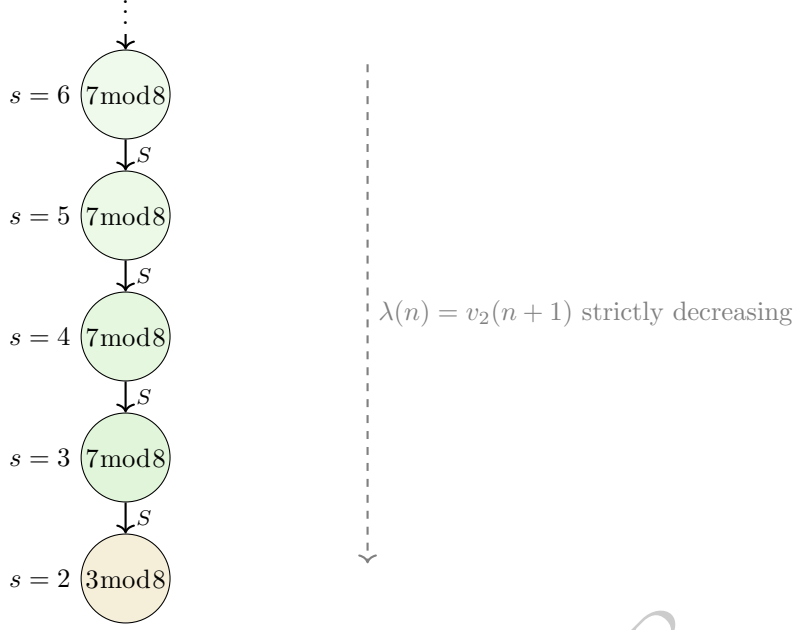 ⋮
s = 6 7mod8
S
s = 5 7mod8
S
s = 4 7mod8
λ(n) = v₂(n + 1) strictly decreasing
S
s = 3 7mod8
S
s = 2 3mod8